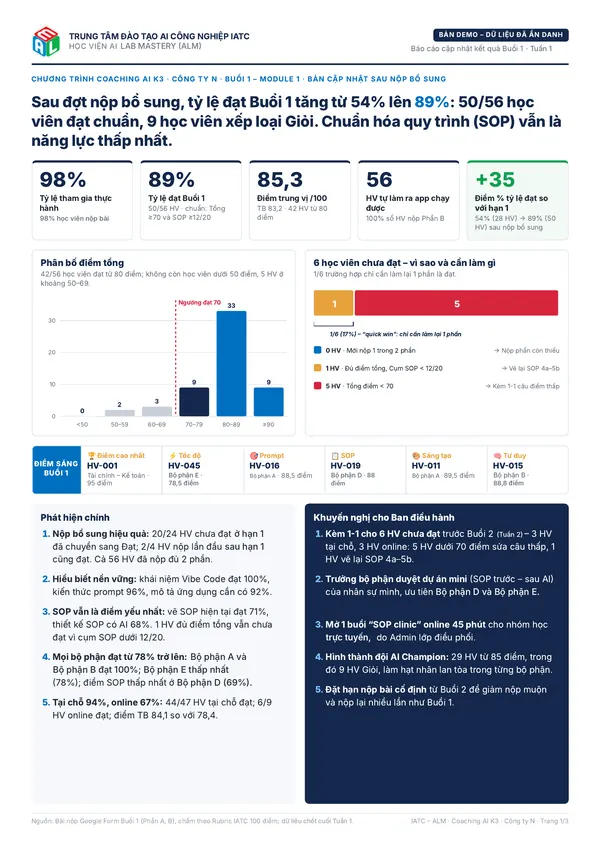 TRUNG TÂM ĐÀO TẠO AI CÔNG NGHIỆP IATC
HỌC VIỆN AI LAB MASTERY (ALM)
BẢN DEMO – DỮ LIỆU ĐÃ ẨN DANH
Báo cáo cập nhật kết quả Buổi 1 · Tuần 1
CHƯƠNG TRÌNH COACHING AI K3 · CÔNG TY N · BUỔI 1 – MODULE 1 · BẢN CẬP NHẬT SAU NỘP BỔ SUNG
Sau đợt nộp bổ sung, tỷ lệ đạt Buổi 1 tăng từ 54% lên 89%: 50/56 học
viên đạt chuẩn, 9 học viên xếp loại Giỏi. Chuẩn hóa quy trình (SOP) vẫn là
năng lực thấp nhất.
98%
Tỷ lệ tham gia thực
hành
98% học viên nộp bài
89%
Tỷ lệ đạt Buổi 1
50/56 HV · chuẩn: Tổng
≥70 và SOP ≥12/20
85,3
Điểm trung vị /100
TB 83,2 · 42 HV từ 80
điểm
56
HV tự làm ra app chạy
được
100% số HV nộp Phần B
+35
Điểm % tỷ lệ đạt so
với hạn 1
54% (28 HV) → 89% (50
HV) sau nộp bổ sung
Phân bố điểm tổng
42/56 học viên đạt từ 80 điểm; không còn học viên dưới 50 điểm, 5 HV ở
khoảng 50–69.
Ngưỡng đạt 70
30
20
10
0
0
2
3
9
33
9
<50
50–59
60–69
70–79
80–89
≥90
6 học viên chưa đạt – vì sao và cần làm gì
1/6 trường hợp chỉ cần làm lại 1 phần là đạt.
1
5
1/6 (17%) – "quick win": chỉ cần làm lại 1 phần
0 HV · Mới nộp 1 trong 2 phần → Nộp phần còn thiếu
1 HV · Đủ điểm tổng, Cụm SOP < 12/20 → Vẽ lại SOP 4a–5b
5 HV · Tổng điểm < 70 → Kèm 1-1 câu điểm thấp
ĐIỂM SÁNG
BUỔI 1
🏆 Điểm cao nhất
HV-001
Tài chính – Kế toán ·
95 điểm
⚡ Tốc độ
HV-045
Bộ phận E ·
78,5 điểm
🎯 Prompt
HV-016
Bộ phận A · 88,5 điểm
📋 SOP
HV-019
Bộ phận D · 88
điểm
🎨 Sáng tạo
HV-011
Bộ phận A · 89,5 điểm
🧠 Tư duy
HV-015
Bộ phận B ·
88,8 điểm
Phát hiện chính
1. Nộp bổ sung hiệu quả: 20/24 HV chưa đạt ở hạn 1
đã chuyển sang Đạt; 2/4 HV nộp lần đầu sau hạn 1
cũng đạt. Cả 56 HV đã nộp đủ 2 phần.
2. Hiểu biết nền vững: khái niệm Vibe Code đạt 100%,
kiến thức prompt 96%, mô tả ứng dụng cần có 92%.
3. SOP vẫn là điểm yếu nhất: vẽ SOP hiện tại đạt 71%,
thiết kế SOP có AI 68%. 1 HV đủ điểm tổng vẫn chưa
đạt vì cụm SOP dưới 12/20.
4. Mọi bộ phận đạt từ 78% trở lên: Bộ phận A và
Bộ phận B đạt 100%; Bộ phận E thấp nhất
(78%); điểm SOP thấp nhất ở Bộ phận D (69%).
5. Tại chỗ 94%, online 67%: 44/47 HV tại chỗ đạt; 6/9
HV online đạt; điểm TB 84,1 so với 78,4.
Khuyến nghị cho Ban điều hành
1. Kèm 1-1 cho 6 HV chưa đạt trước Buổi 2 (Tuần 2) – 3 HV
tại chỗ, 3 HV online: 5 HV dưới 70 điểm sửa câu thấp, 1
HV vẽ lại SOP 4a–5b.
2. Trưởng bộ phận duyệt dự án mini (SOP trước – sau AI)
của nhân sự mình, ưu tiên Bộ phận D và Bộ phận E.
3. Mở 1 buổi "SOP clinic" online 45 phút cho nhóm học
trực tuyến, do Admin lớp điều phối.
4. Hình thành đội AI Champion: 29 HV từ 85 điểm, trong
đó 9 HV Giỏi, làm hạt nhân lan tỏa trong từng bộ phận.
5. Đặt hạn nộp bài cố định từ Buổi 2 để giảm nộp muộn
và nộp lại nhiều lần như Buổi 1.
Nguồn: Bài nộp Google Form Buổi 1 (Phần A, B), chấm theo Rubric IATC 100 điểm; dữ liệu chốt cuối Tuần 1.
IATC – ALM · Coaching AI K3 · Công ty N · Trang 1/3